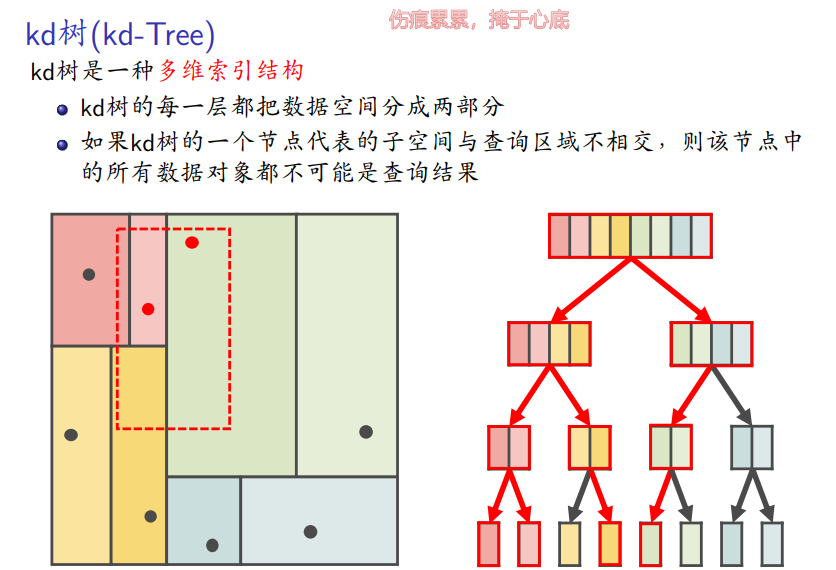 伤痕累累，掩于心底
kd树(kd-Tree)
kd树是一种多维索引结构
kd树的每一层都把数据空间分成两部分
如果kd树的一个节点代表的子空间与查询区域不相交，则该节点中
的所有数据对象都不可能是查询结果